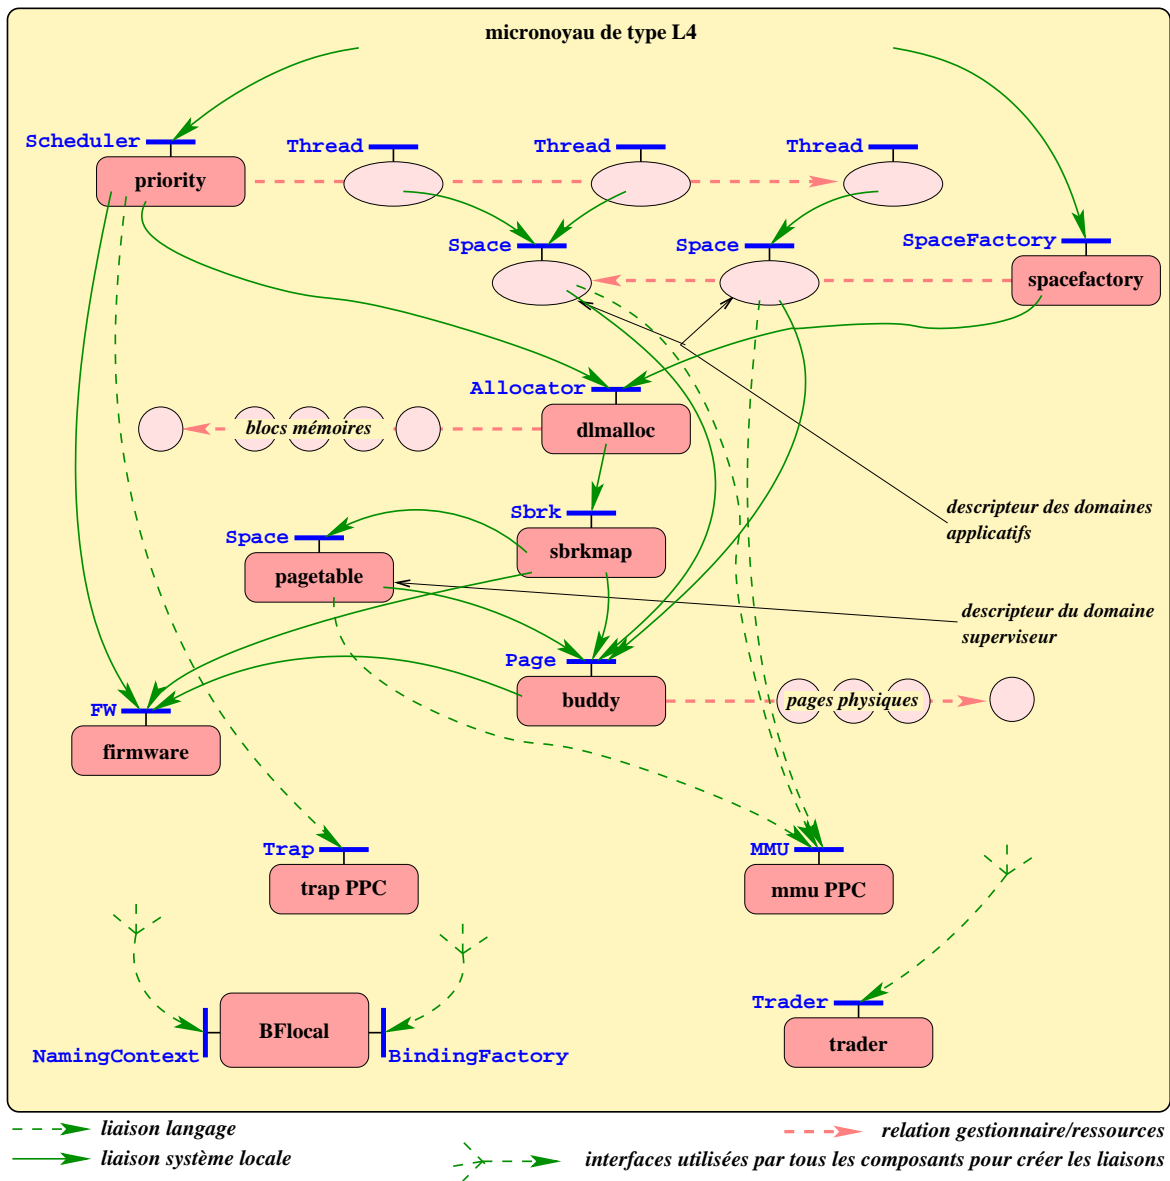 micronoyau de type L4
Scheduler
Thread
Thread
Thread
priority
Space
Space
SpaceFactory
spacefactory
Allocator
blocs mémoires
dlmalloc
descripteur des domaines
applicatifs
Sbrk
Space
sbrkmap
pagetable
descripteur du domaine
superviseur
Page
buddy
pages physiques
FW
firmware
Trap
MMU
trap PPC
mmu PPC
Trader
BFlocal
trader
NamingContext
BindingFactory
liaison langage
relation gestionnaire/ressources
liaison système locale
interfaces utilisées par tous les composants pour créer les liaisons